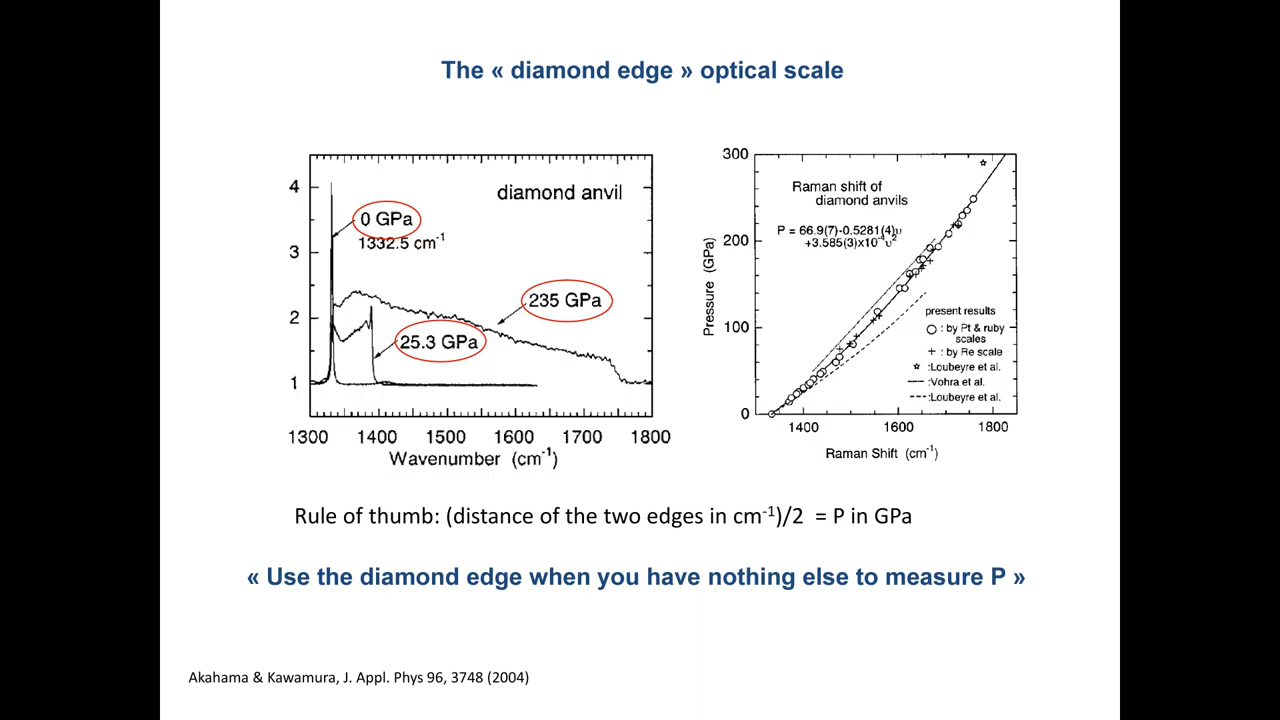 The « diamond edge » optical scale
4
3
2
1
diamond anvil
0 GPa
1332.5 cm-1
235 GPa
25.3 GPa
1300 1400 1500 1600 1700 1800
Wavenumber (cm-1)
300
200
100
0
Pressure (GPa)
Raman shift of
diamond anvils
P = 66.9(7)-0.5281(4)υ
+3.585(3)x10-4υ2
present results
○ : by Pt & ruby
scales
+ : by Re scale
☆ :Loubeyre et al.
:Vohra et al.
---:Loubeyre et al.
1400 1600 1800
Raman Shift (cm-1)
Rule of thumb: (distance of the two edges in cm-1)/2 = P in GPa
« Use the diamond edge when you have nothing else to measure P »
Akahama & Kawamura, J. Appl. Phys 96, 3748 (2004)